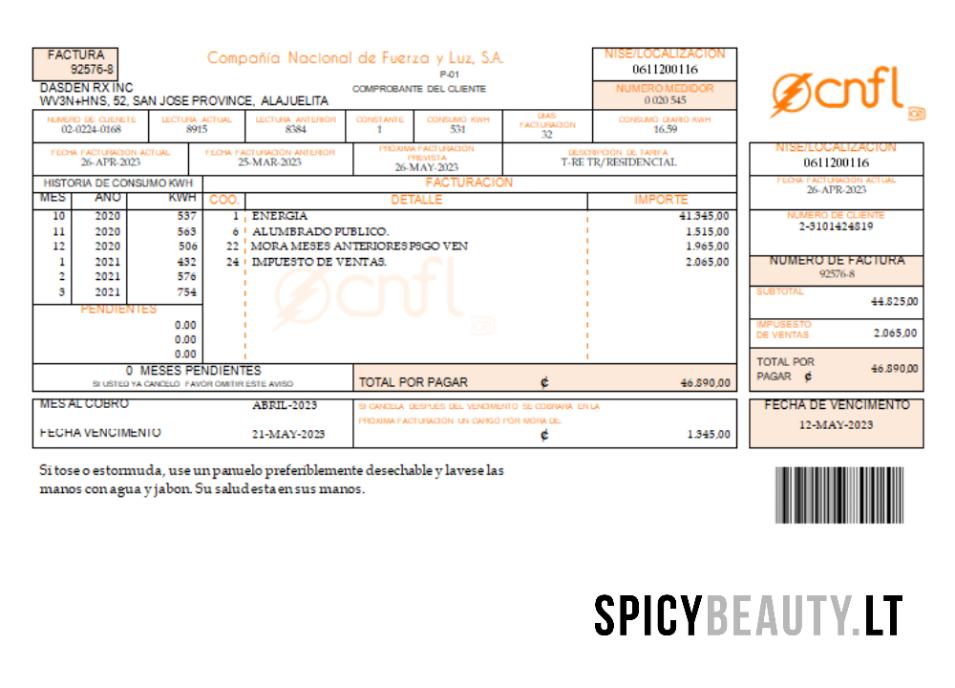 FACTURA
92576-8
Compañía Nacional de Fuerza y Luz, S.A.
P-01
COMPROBANTE DEL CLIENTE
NISE/LOCALIZACION
0611200116
DASDEN RX INC
WV3N+HNS, 52, SAN JOSE PROVINCE, ALAJUELITA
NUMERO MEDIDOR
0 020 545
cnfl
NUMERO DE CLIENETE
02-0224-0168
LECTURA ACTUAL
8915
LECTURA ANTERIOR
8384
CONSTANTE
1
CONSUMO KWH
531
DIAS
FACTURACION
32
CONSUMO DIARIO KWH
16.59
FECHA FACTURACION ACTUAL
26-APR-2023
FECHA FACTURACION ANTERIOR
25-MAR-2023
PROXIMA FACTURACION
PREVISTA
26-MAY-2023
DESCRIPCION DE TARIFA
T-RE TR/RESIDENCIAL
NISE/LOCALIZACION
0611200116
FECHA FACTURACION ACTUAL
26-APR-2023
HISTORIA DE CONSUMO KWH
FACTURACION
MES ANO KWH COO. DETALLE IMPORTE
10 2020 537 1 ENERGIA 41.345,00
11 2020 563 6 ALUMBRADO PUBLICO. 1.515,00
12 2020 506 22 MORA MESES ANTERIORES PSGO VEN 1.965,00
1 2021 432 24 IMPUESTO DE VENTAS. 2.065,00
2 2021 576
3 2021 754
cnfl
PENDIENTES
0.00
0.00
0.00
NUMERO DE CLIENTE
2-3101424819
NUMERO DE FACTURA
92576-8
SUBTOTAL
44.825,00
IMPUSESTO
DE VENTAS
2.065,00
TOTAL POR
PAGAR ₡
46.890,00
0 MESES PENDIENTES
SI USTED YA CANCELO FAVOR OMITIR ESTE AVISO
TOTAL POR PAGAR ₡ 46.890,00
MES AL COBRO ABRIL-2023
FECHA VENCIMENTO 21-MAY-2023
SI CANCELA DESPUES DEL VENCIMENTO SE COBRARA EN LA
PROXIMA FACTURACION UN CARGO POR MORA DE.
₡ 1.345,00
FECHA DE VENCIMENTO
12-MAY-2023
Si tose o estormuda, use un panuelo preferiblemente desechable y lavese las
manos con agua y jabon. Su salud esta en sus manos.
SPICYBEAUTY.LT